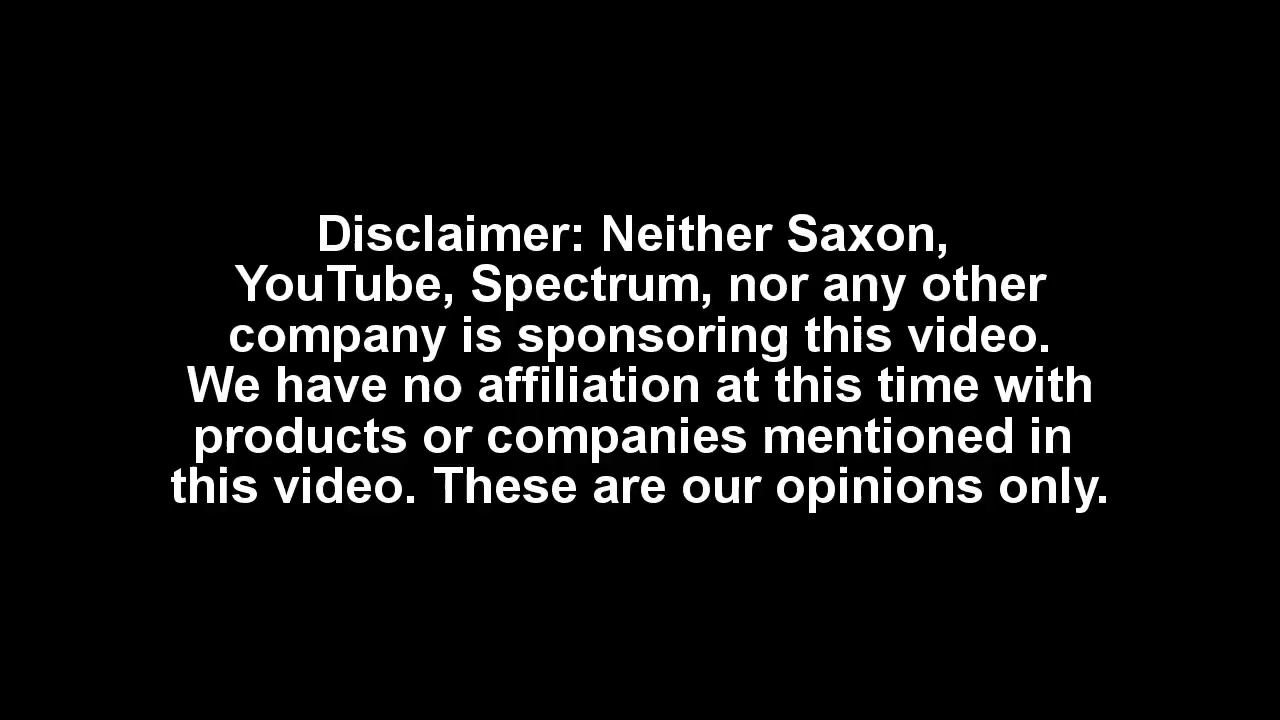 Disclaimer: Neither Saxon,
YouTube, Spectrum, nor any other
company is sponsoring this video.
We have no affiliation at this time with
products or companies mentioned in
this video. These are our opinions only.